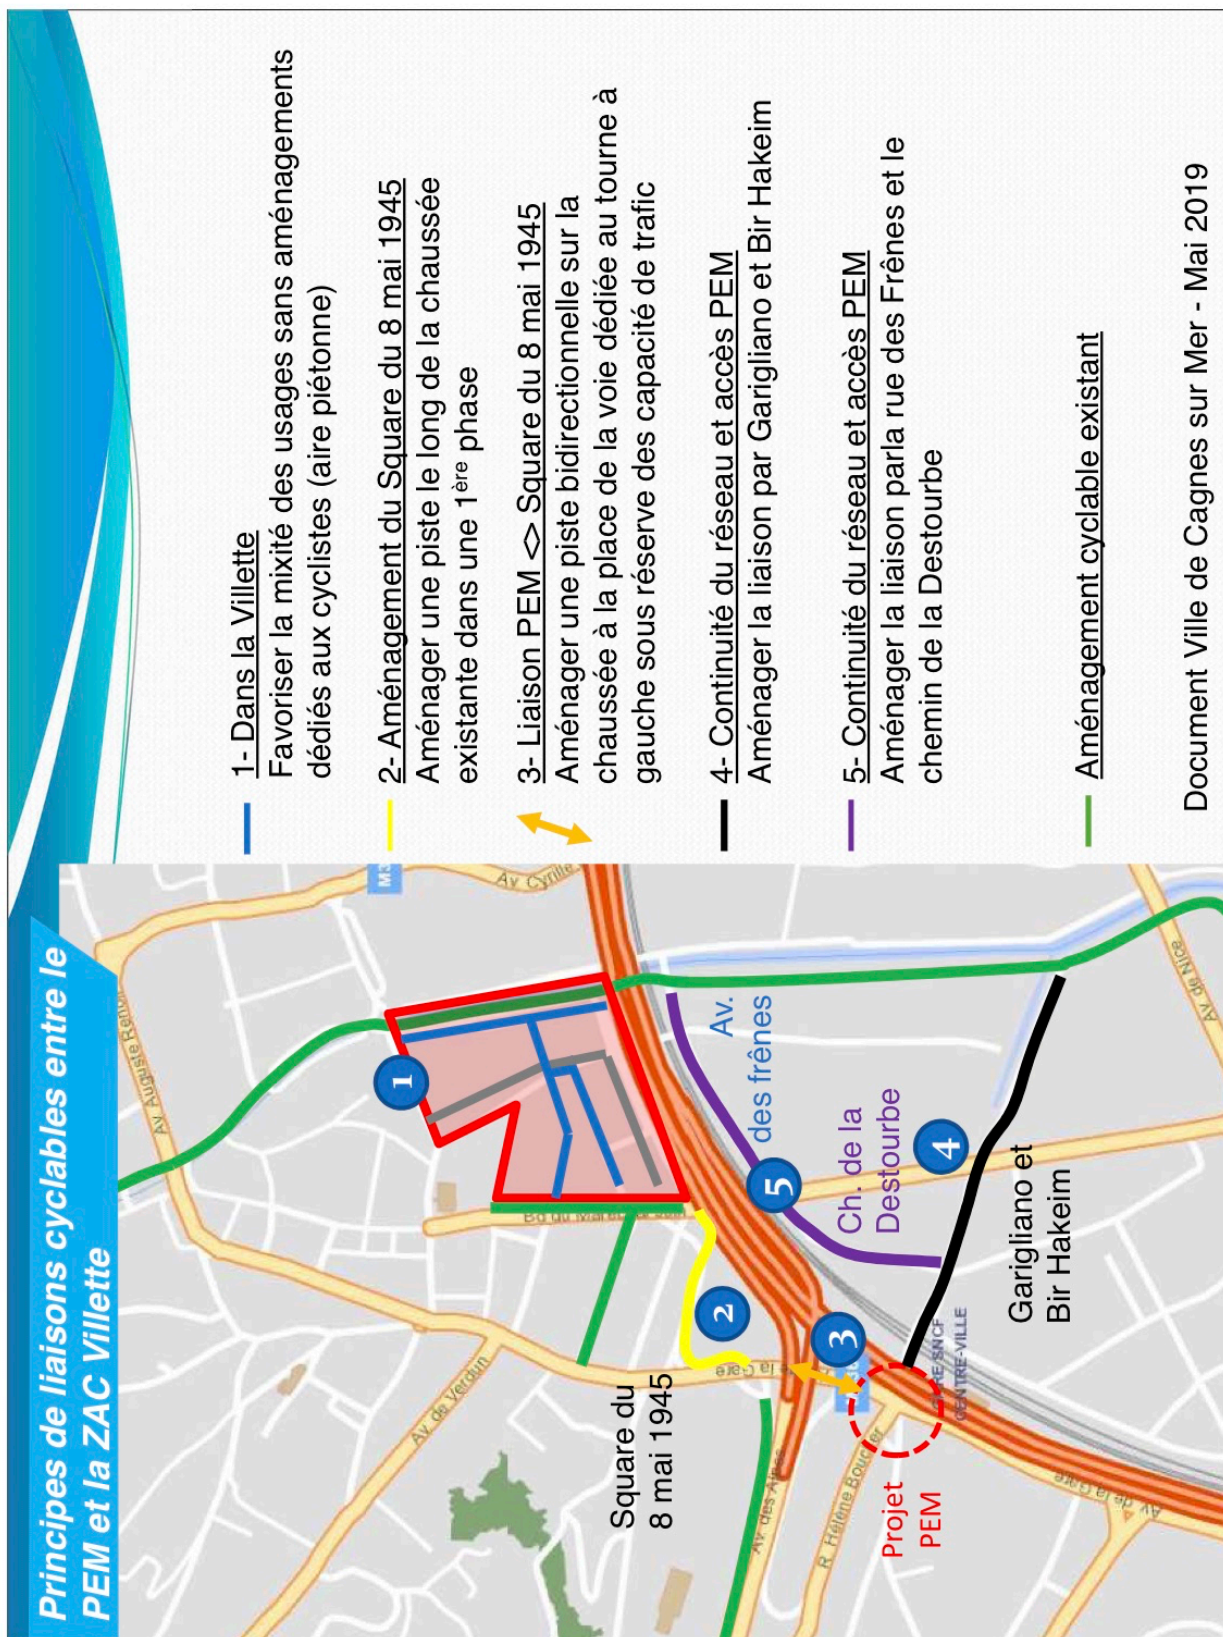 Principes de liaisons cyclables entre le
PEM et la ZAC Villette
1- Dans la Villette
Favoriser la mixité des usages sans aménagements
dédiés aux cyclistes (aire piétonne)
2- Aménagement du Square du 8 mai 1945
Aménager une piste le long de la chaussée
existante dans une 1ère phase
3- Liaison PEM <> Square du 8 mai 1945
Aménager une piste bidirectionnelle sur la
chaussée à la place de la voie dédiée au tourne à
gauche sous réserve des capacité de trafic
4- Continuité du réseau et accès PEM
Aménager la liaison par Garigliano et Bir Hakeim
5- Continuité du réseau et accès PEM
Aménager la liaison parla rue des Frênes et le
chemin de la Destourbe
Aménagement cyclable existant
Document Ville de Cagnes sur Mer - Mai 2019
Av Auguste Renoir
M3
Av Cyrille
Av. de Verdun
1
Bd du Maréchal
2
Square du
8 mai 1945
de la Gare
Av. des Alpes
3
R. Hélène Boucher
Projet
PEM
GARE SNCF
CENTRE-VILLE
Av. de la Gare
5
Av.
des frênes
Ch. de la
Destourbe
4
Garigliano et
Bir Hakeim
Av. de Nice